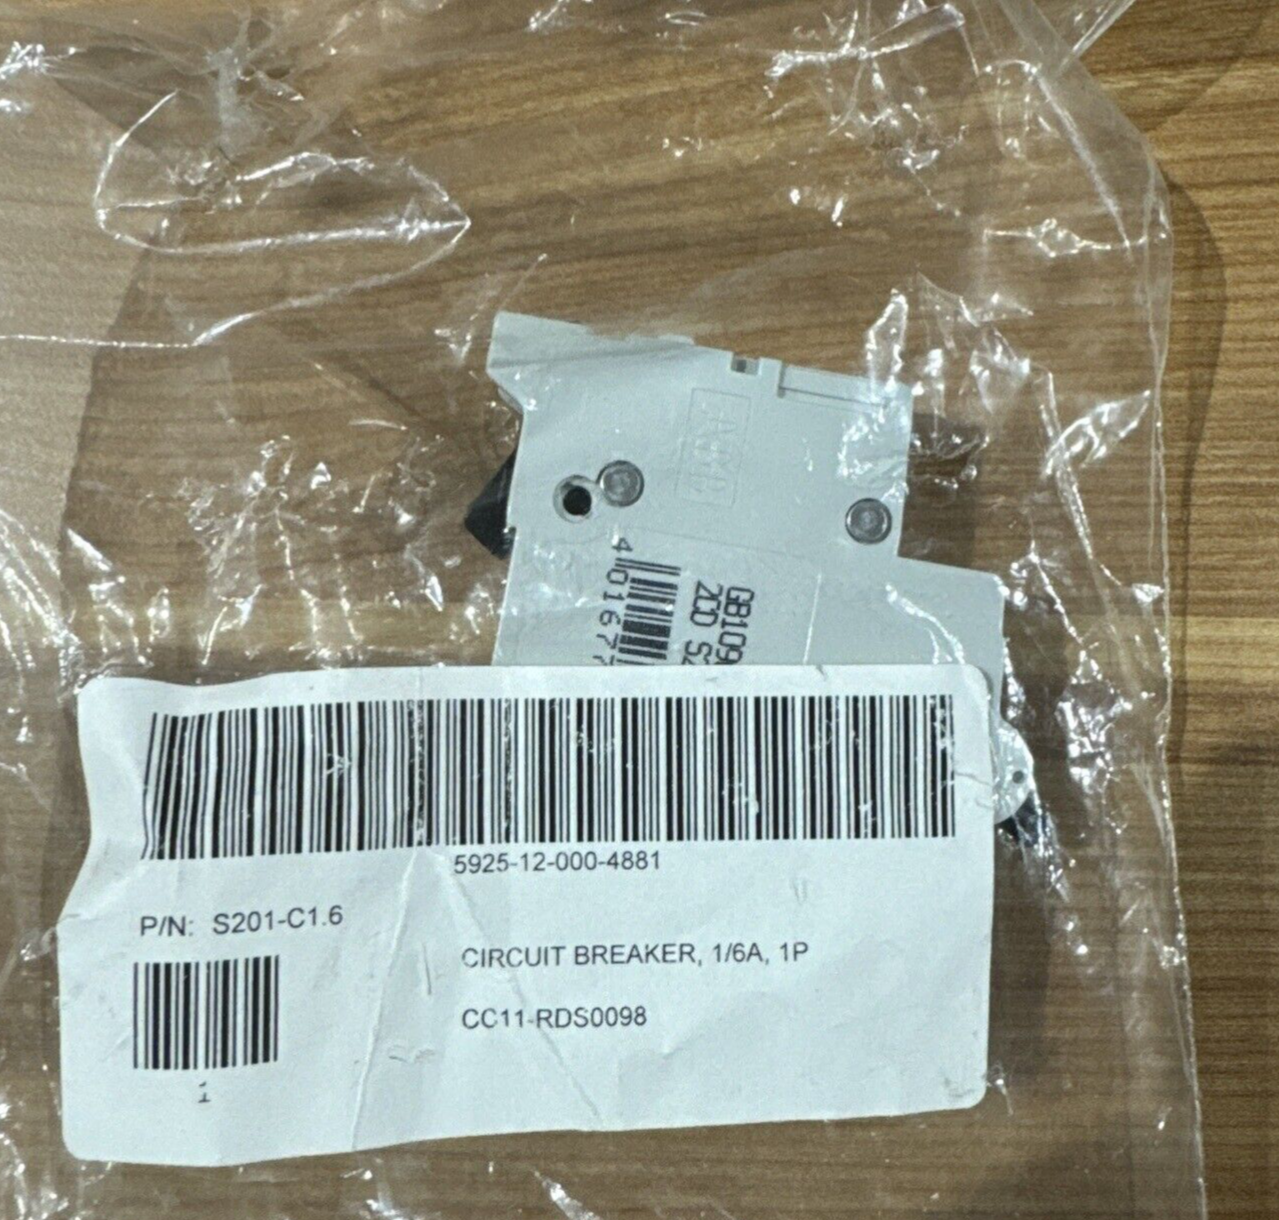 4 01677
GB109
2CD S2
5925-12-000-4881
P/N: S201-C1.6
CIRCUIT BREAKER, 1/6A, 1P
CC11-RDS0098
1